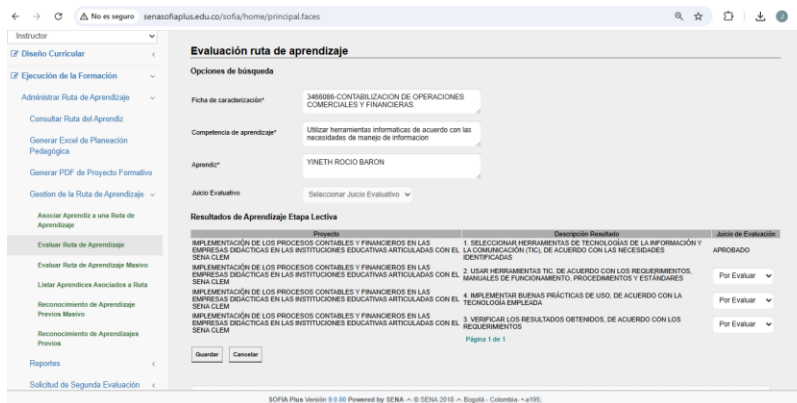 No es seguro senasofiaplus.edu.co/sofia/home/principal.faces
Instructor
Diseño Curricular
Ejecución de la Formación
Administrar Ruta de Aprendizaje
Consultar Ruta del Aprendiz
Generar Excel de Planeación
Pedagógica
Generar PDF de Proyecto Formativo
Gestion de la Ruta de Aprendizaje
Asociar Aprendiz a una Ruta de
Aprendizaje
Evaluar Ruta de Aprendizaje
Evaluar Ruta de Aprendizaje Masivo
Listar Aprendices Asociados a Ruta
Reconocimiento de Aprendizaje
Previos Masivo
Reconocimiento de Aprendizajes
Previos
Reportes
Solicitud de Segunda Evaluación
Evaluación ruta de aprendizaje
Opciones de búsqueda
Ficha de caracterización*
3466086-CONTABILIZACION DE OPERACIONES
COMERCIALES Y FINANCIERAS.
Competencia de aprendizaje*
Utilizar herramientas informaticas de acuerdo con las
necesidades de manejo de informacion
Aprendiz*
YINETH ROCIO BARON
Juicio Evaluativo
Seleccionar Juicio Evaluativo
Resultados de Aprendizaje Etapa Lectiva
Proyecto Descripción Resultado Juicio de Evaluación
IMPLEMENTACIÓN DE LOS PROCESOS CONTABLES Y FINANCIEROS EN LAS
EMPRESAS DIDÁCTICAS EN LAS INSTITUCIONES EDUCATIVAS ARTICULADAS CON EL
SENA CLEM
1. SELECCIONAR HERRAMIENTAS DE TECNOLOGÍAS DE LA INFORMACIÓN Y
LA COMUNICACIÓN (TIC), DE ACUERDO CON LAS NECESIDADES
IDENTIFICADAS
APROBADO
IMPLEMENTACIÓN DE LOS PROCESOS CONTABLES Y FINANCIEROS EN LAS
EMPRESAS DIDÁCTICAS EN LAS INSTITUCIONES EDUCATIVAS ARTICULADAS CON EL
SENA CLEM
2. USAR HERRAMIENTAS TIC, DE ACUERDO CON LOS REQUERIMIENTOS,
MANUALES DE FUNCIONAMIENTO, PROCEDIMIENTOS Y ESTÁNDARES
Por Evaluar
IMPLEMENTACIÓN DE LOS PROCESOS CONTABLES Y FINANCIEROS EN LAS
EMPRESAS DIDÁCTICAS EN LAS INSTITUCIONES EDUCATIVAS ARTICULADAS CON EL
SENA CLEM
4. IMPLEMENTAR BUENAS PRÁCTICAS DE USO, DE ACUERDO CON LA
TECNOLOGÍA EMPLEADA
Por Evaluar
IMPLEMENTACIÓN DE LOS PROCESOS CONTABLES Y FINANCIEROS EN LAS
EMPRESAS DIDÁCTICAS EN LAS INSTITUCIONES EDUCATIVAS ARTICULADAS CON EL
SENA CLEM
3. VERIFICAR LOS RESULTADOS OBTENIDOS, DE ACUERDO CON LOS
REQUERIMIENTOS
Por Evaluar
Página 1 de 1
Guardar Cancelar
SOFIA Plus Versión 9.0.00 Powered by SENA -^- © SENA 2016 -^- Bogotá - Colombia-